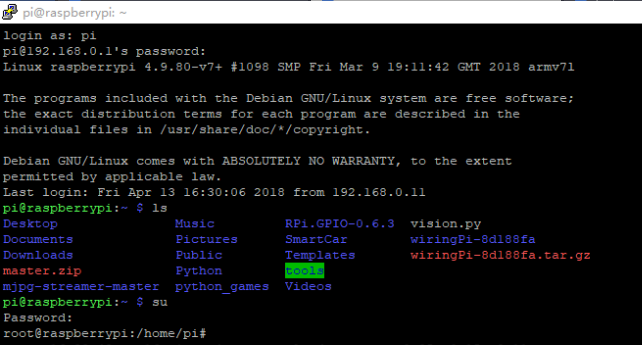 pi@raspberrypi: ~
login as: pi
pi@192.168.0.1's password:
Linux raspberrypi 4.9.80-v7+ #1098 SMP Fri Mar 9 19:11:42 GMT 2018 armv7l
The programs included with the Debian GNU/Linux system are free software;
the exact distribution terms for each program are described in the
individual files in /usr/share/doc/*/copyright.
Debian GNU/Linux comes with ABSOLUTELY NO WARRANTY, to the extent
permitted by applicable law.
Last login: Fri Apr 13 16:30:06 2018 from 192.168.0.11
pi@raspberrypi:~ $ ls
Desktop Music RPi.GPIO-0.6.3 vision.py
Documents Pictures SmartCar wiringPi-8d188fa
Downloads Public Templates wiringPi-8d188fa.tar.gz
master.zip Python tools
mjpg-streamer-master python_games Videos
pi@raspberrypi:~ $ su
Password:
root@raspberrypi:/home/pi#